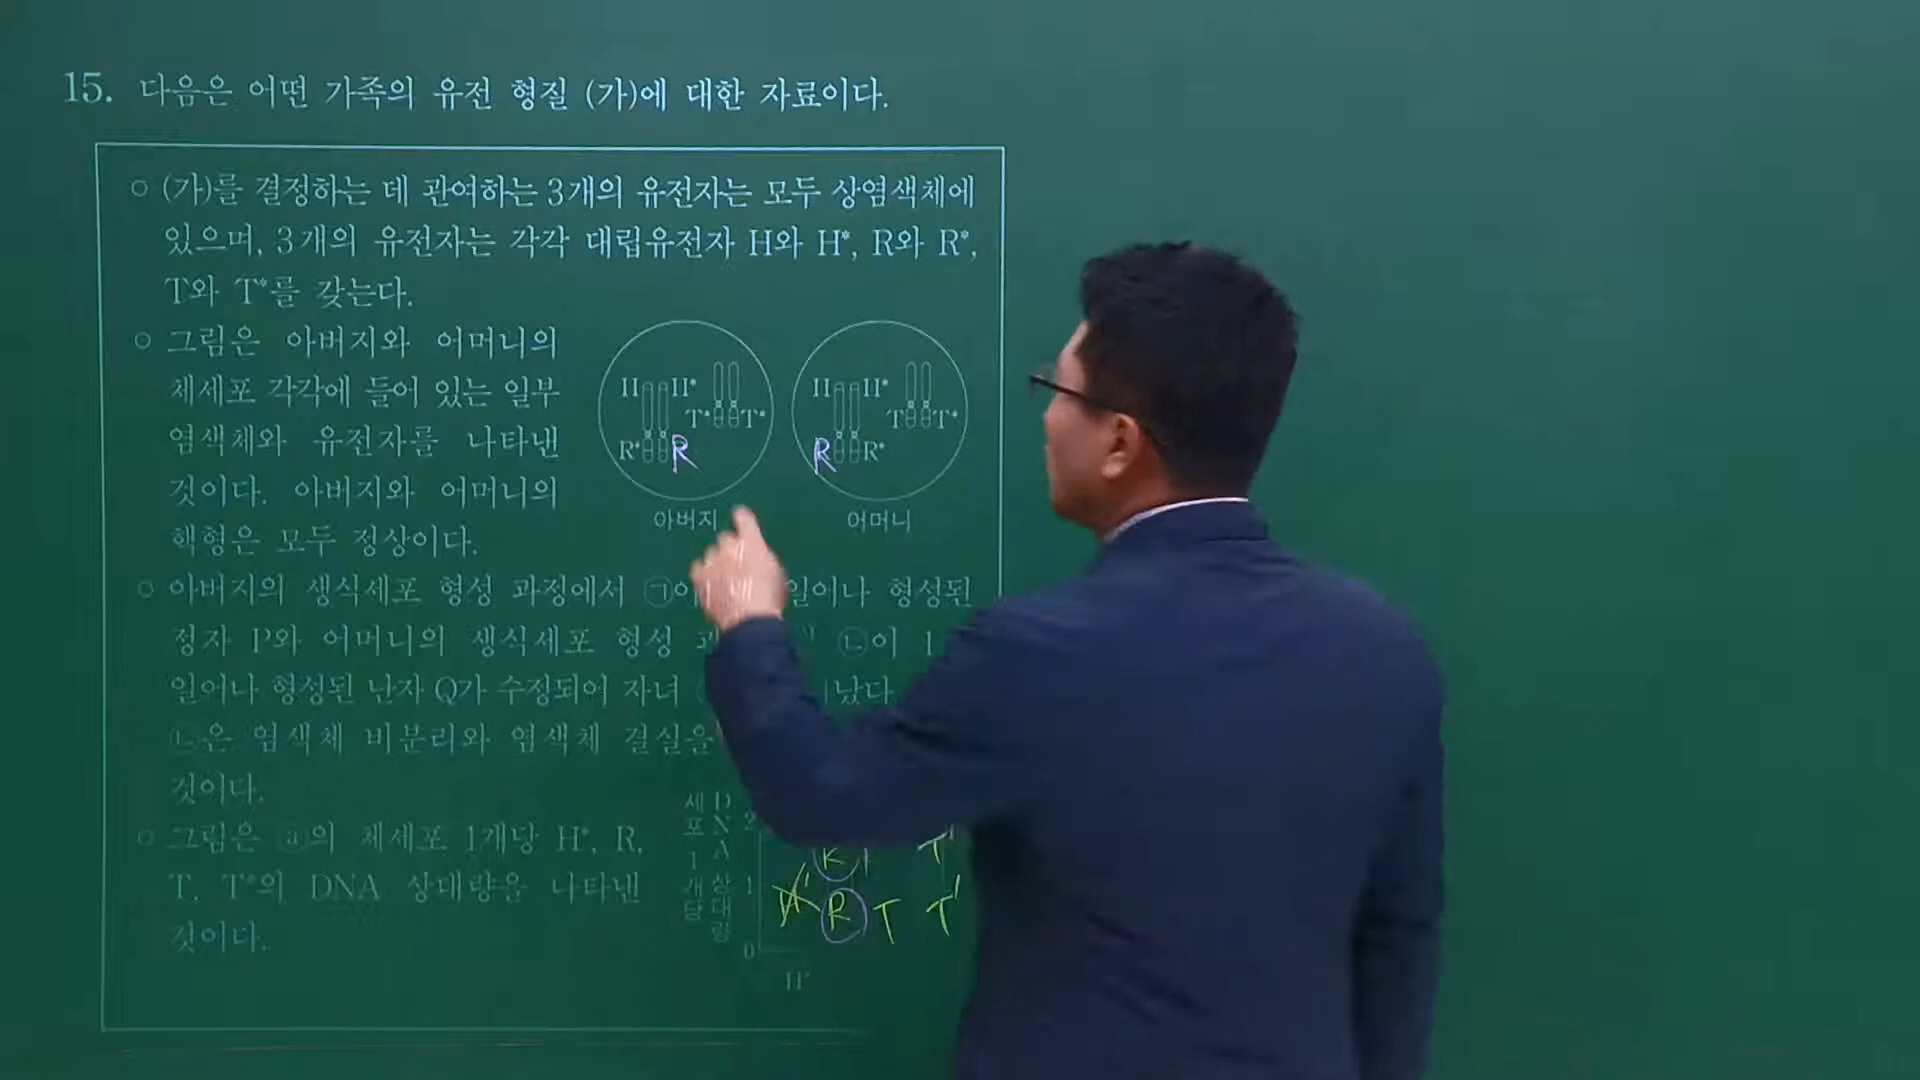 15. 다음은 어떤 가족의 유전 형질 (가)에 대한 자료이다.
○ (가)를 결정하는 데 관여하는 3개의 유전자는 모두 상염색체에
있으며, 3개의 유전자는 각각 대립유전자 H와 H*, R와 R*,
T와 T*를 갖는다.
○ 그림은 아버지와 어머니의
체세포 각각에 들어 있는 일부
염색체와 유전자를 나타낸
것이다. 아버지와 어머니의
핵형은 모두 정상이다.
H H* T* T*
R* R
아버지
H H* T T*
R R*
어머니
○ 아버지의 생식세포 형성 과정에서 ㉠이 일어나 형성된
정자 P와 어머니의 생식세포 형성 ㉡이 1
일어나 형성된 난자 Q가 수정되어 자녀 났다.
㉡은 염색체 비분리와 염색체 결실을
것이다.
○ 그림은 ⓐ의 체세포 1개당 H*, R,
T, T*의 DNA 상대량을 나타낸
것이다.
세포 1개당
DNA 상대량
2
1
0
H*
R T'
H' R T T'